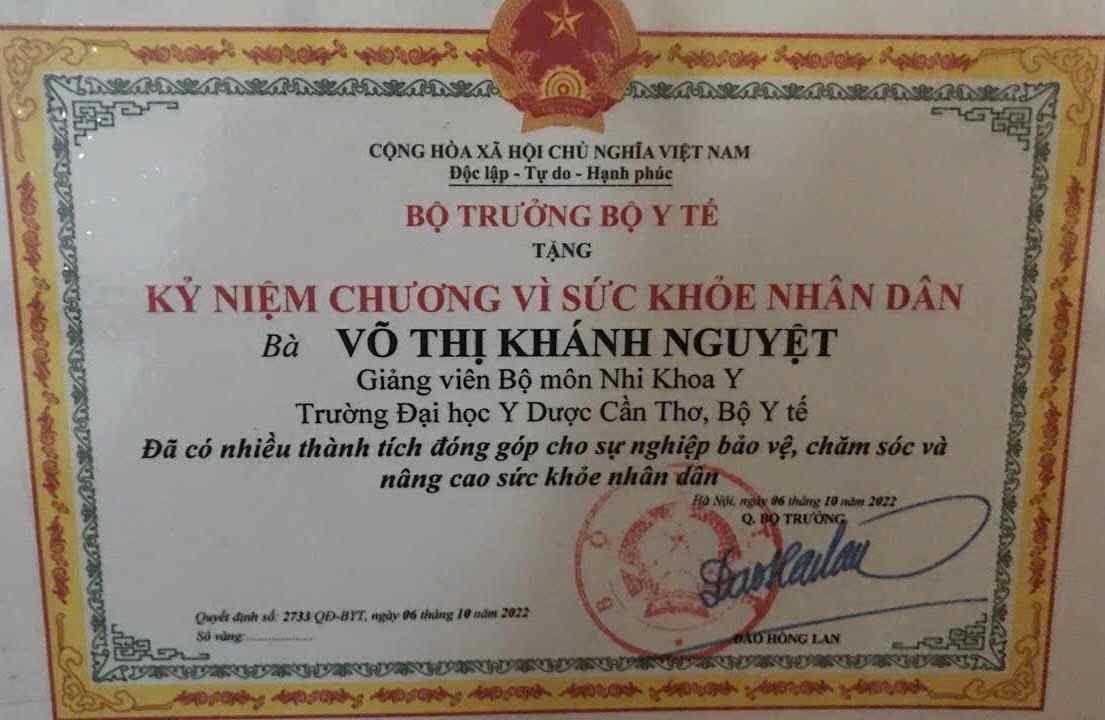 CỘNG HÒA XÃ HỘI CHỦ NGHĨA VIỆT NAM
Độc lập - Tự do - Hạnh phúc
BỘ TRƯỞNG BỘ Y TẾ
TẶNG
KỶ NIỆM CHƯƠNG VÌ SỨC KHỎE NHÂN DÂN
Bà VÕ THỊ KHÁNH NGUYỆT
Giảng viên Bộ môn Nhi Khoa Y
Trường Đại học Y Dược Cần Thơ, Bộ Y tế
Đã có nhiều thành tích đóng góp cho sự nghiệp bảo vệ, chăm sóc và
nâng cao sức khỏe nhân dân
Hà Nội, ngày 06 tháng 10 năm 2022
Q. BỘ TRƯỞNG
Quyết định số: 2733 QĐ-BYT, ngày 06 tháng 10 năm 2022
Số vàng:..................
ĐÀO HỒNG LAN